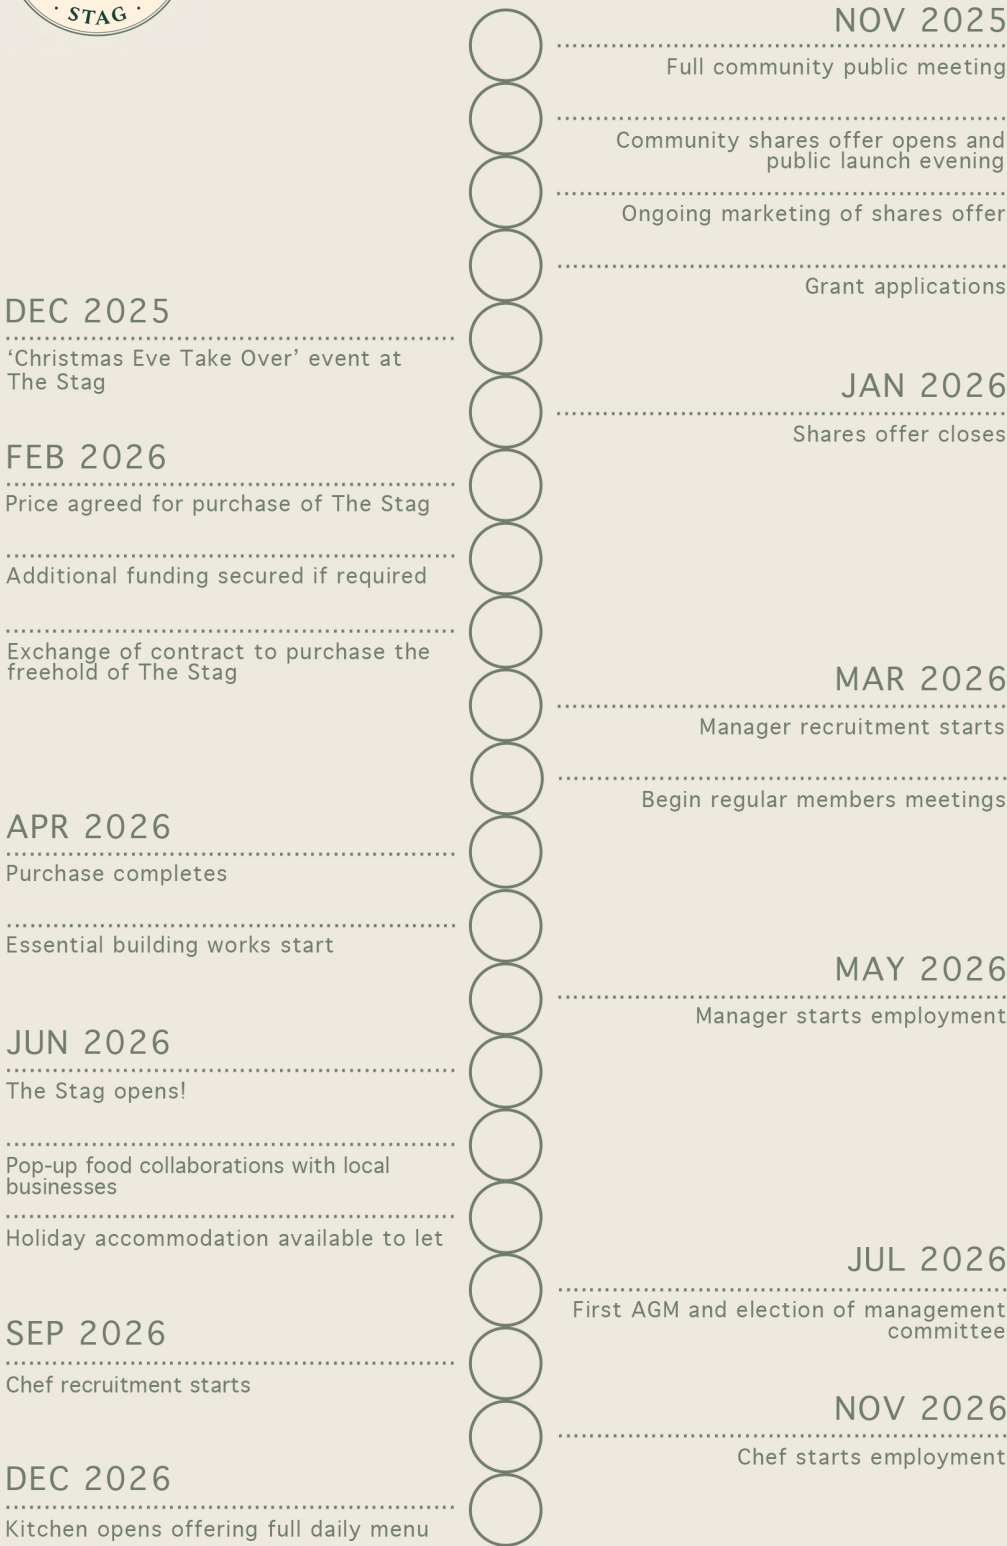 · STAG ·
NOV 2025
Full community public meeting
Community shares offer opens and
public launch evening
Ongoing marketing of shares offer
Grant applications
DEC 2025
‘Christmas Eve Take Over’ event at
The Stag
JAN 2026
Shares offer closes
FEB 2026
Price agreed for purchase of The Stag
Additional funding secured if required
Exchange of contract to purchase the
freehold of The Stag
MAR 2026
Manager recruitment starts
Begin regular members meetings
APR 2026
Purchase completes
Essential building works start
MAY 2026
Manager starts employment
JUN 2026
The Stag opens!
Pop-up food collaborations with local
businesses
Holiday accommodation available to let
JUL 2026
First AGM and election of management
committee
SEP 2026
Chef recruitment starts
NOV 2026
Chef starts employment
DEC 2026
Kitchen opens offering full daily menu